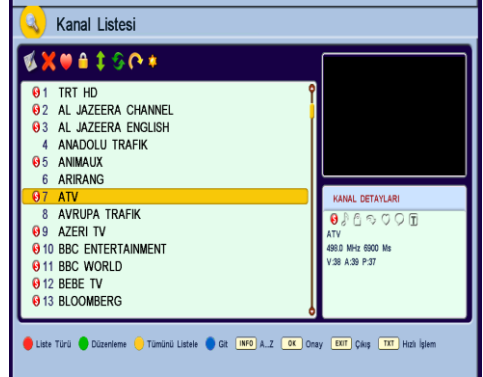 Kanal Listesi
1 TRT HD
2 AL JAZEERA CHANNEL
3 AL JAZEERA ENGLISH
4 ANADOLU TRAFIK
5 ANIMAUX
6 ARIRANG
7 ATV
8 AVRUPA TRAFIK
9 AZERI TV
10 BBC ENTERTAINMENT
11 BBC WORLD
12 BEBE TV
13 BLOOMBERG
KANAL DETAYLARI
ATV
498.0 MHz 6900 Ms
V:38 A:39 P:37
Liste Türü Düzenleme Tümünü Listele Git INFO A..Z OK Onay EXIT Çıkış TXT Hızlı İşlem